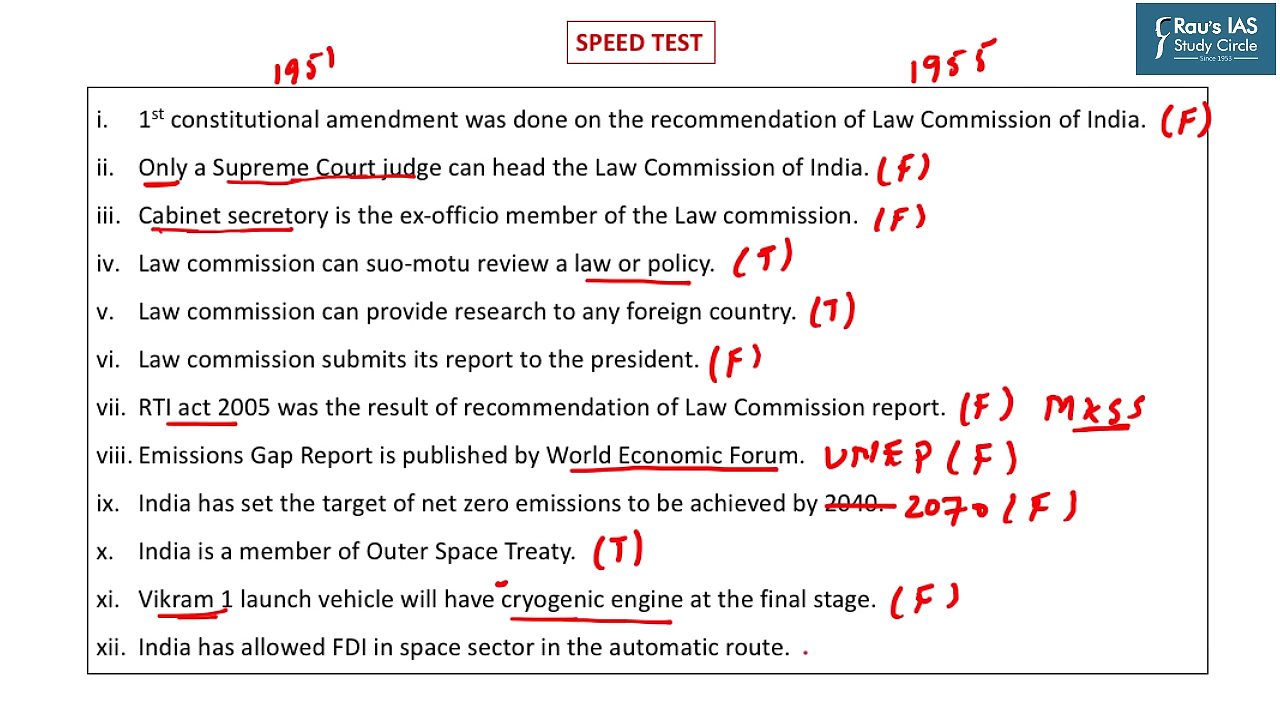 SPEED TEST
Rau's IAS
Study Circle
Since 1953
1951
1955
i. 1st constitutional amendment was done on the recommendation of Law Commission of India. (F)
ii. Only a Supreme Court judge can head the Law Commission of India. (F)
iii. Cabinet secretory is the ex-officio member of the Law commission. (F)
iv. Law commission can suo-motu review a law or policy. (T)
v. Law commission can provide research to any foreign country. (T)
vi. Law commission submits its report to the president. (F)
vii. RTI act 2005 was the result of recommendation of Law Commission report. (F) MKSS
viii. Emissions Gap Report is published by World Economic Forum. UNEP (F)
ix. India has set the target of net zero emissions to be achieved by 2040. 2070 (F)
x. India is a member of Outer Space Treaty. (T)
xi. Vikram 1 launch vehicle will have cryogenic engine at the final stage. (F)
xii. India has allowed FDI in space sector in the automatic route.